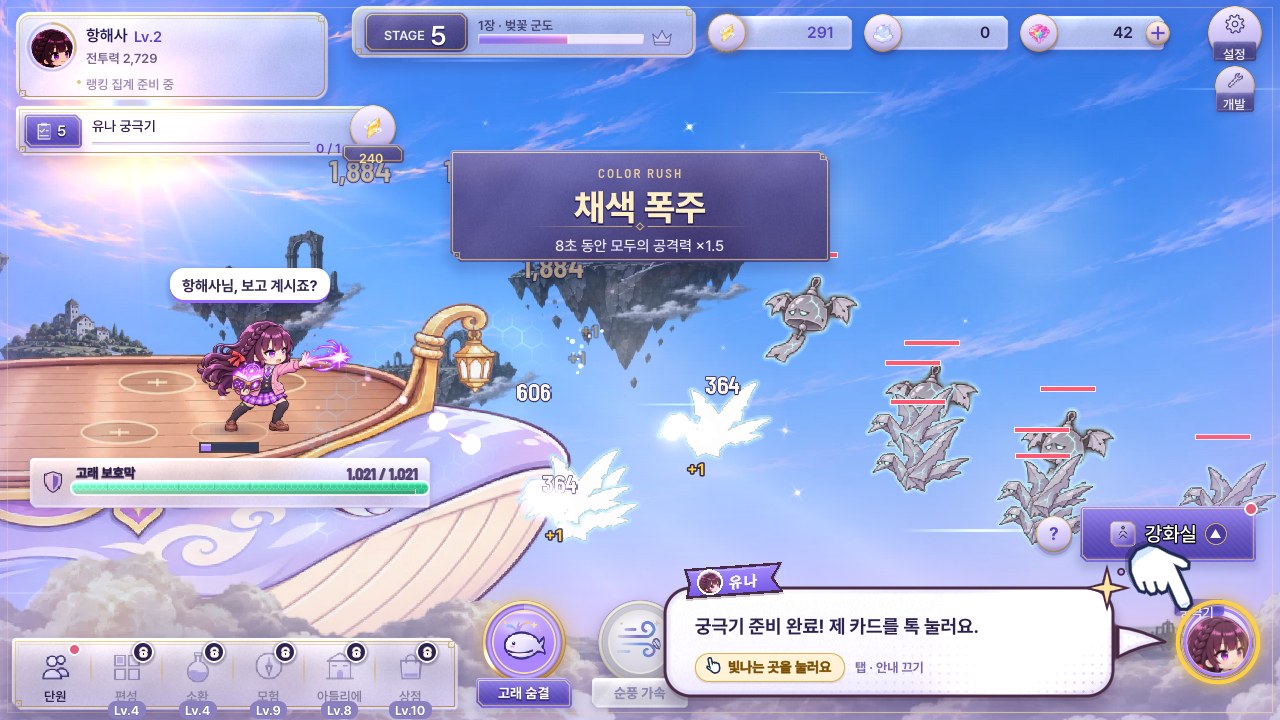 항해사 Lv.2
전투력 2,729
랭킹 집계 준비 중
STAGE 5
1장 · 벚꽃 군도
291
0
42
설정
개발
5
유나 궁극기
0 / 1
240
1,884
COLOR RUSH
채색 폭주
8초 동안 모두의 공격력 ×1.5
1,884
항해사님, 보고 계시죠?
+1
+1
606
364
364
+1
+1
고래 보호막
1,021 / 1,021
?
강화실
유나
궁극기 준비 완료! 제 카드를 톡 눌러요.
빛나는 곳을 눌러요
탭 · 안내 끄기
단원
편성
Lv.4
소환
Lv.4
모험
Lv.9
아틀리에
Lv.8
상점
Lv.10
고래 숨결
순풍 가속